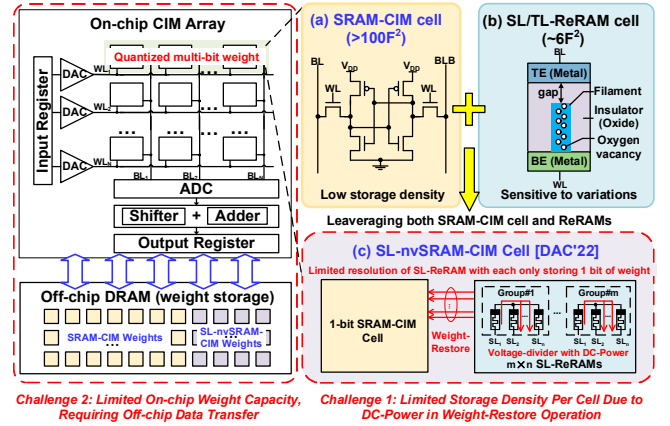 On-chip CIM Array
Quantized multi-bit weight
Input Register
DAC
WL1
DAC
WL2
DAC
WLN
BL1
BL2
BLN
ADC
Shifter + Adder
Output Register
Off-chip DRAM (weight storage)
SRAM-CIM Weights
SL-nvSRAM-
CIM Weights
Challenge 2: Limited On-chip Weight Capacity,
Requiring Off-chip Data Transfer
(a) SRAM-CIM cell
(>100F²)
BL
BLB
VDD
VDD
WL
WL
Low storage density
(b) SL/TL-ReRAM cell
(~6F²)
BL
TE (Metal)
gap
Filament
Insulator
(Oxide)
Oxygen
vacancy
BE (Metal)
WL
Sensitive to variations
Leveraging both SRAM-CIM cell and ReRAMs
(c) SL-nvSRAM-CIM Cell [DAC'22]
Limited resolution of SL-ReRAM with each only storing 1 bit of weight
1-bit SRAM-CIM
Cell
Weight-
Restore
Group#1
Group#m
SL1 SL2 SLn
SL1 SL2 SLn
Voltage-divider with DC-Power
m×n SL-ReRAMs
Challenge 1: Limited Storage Density Per Cell Due to
DC-Power in Weight-Restore Operation